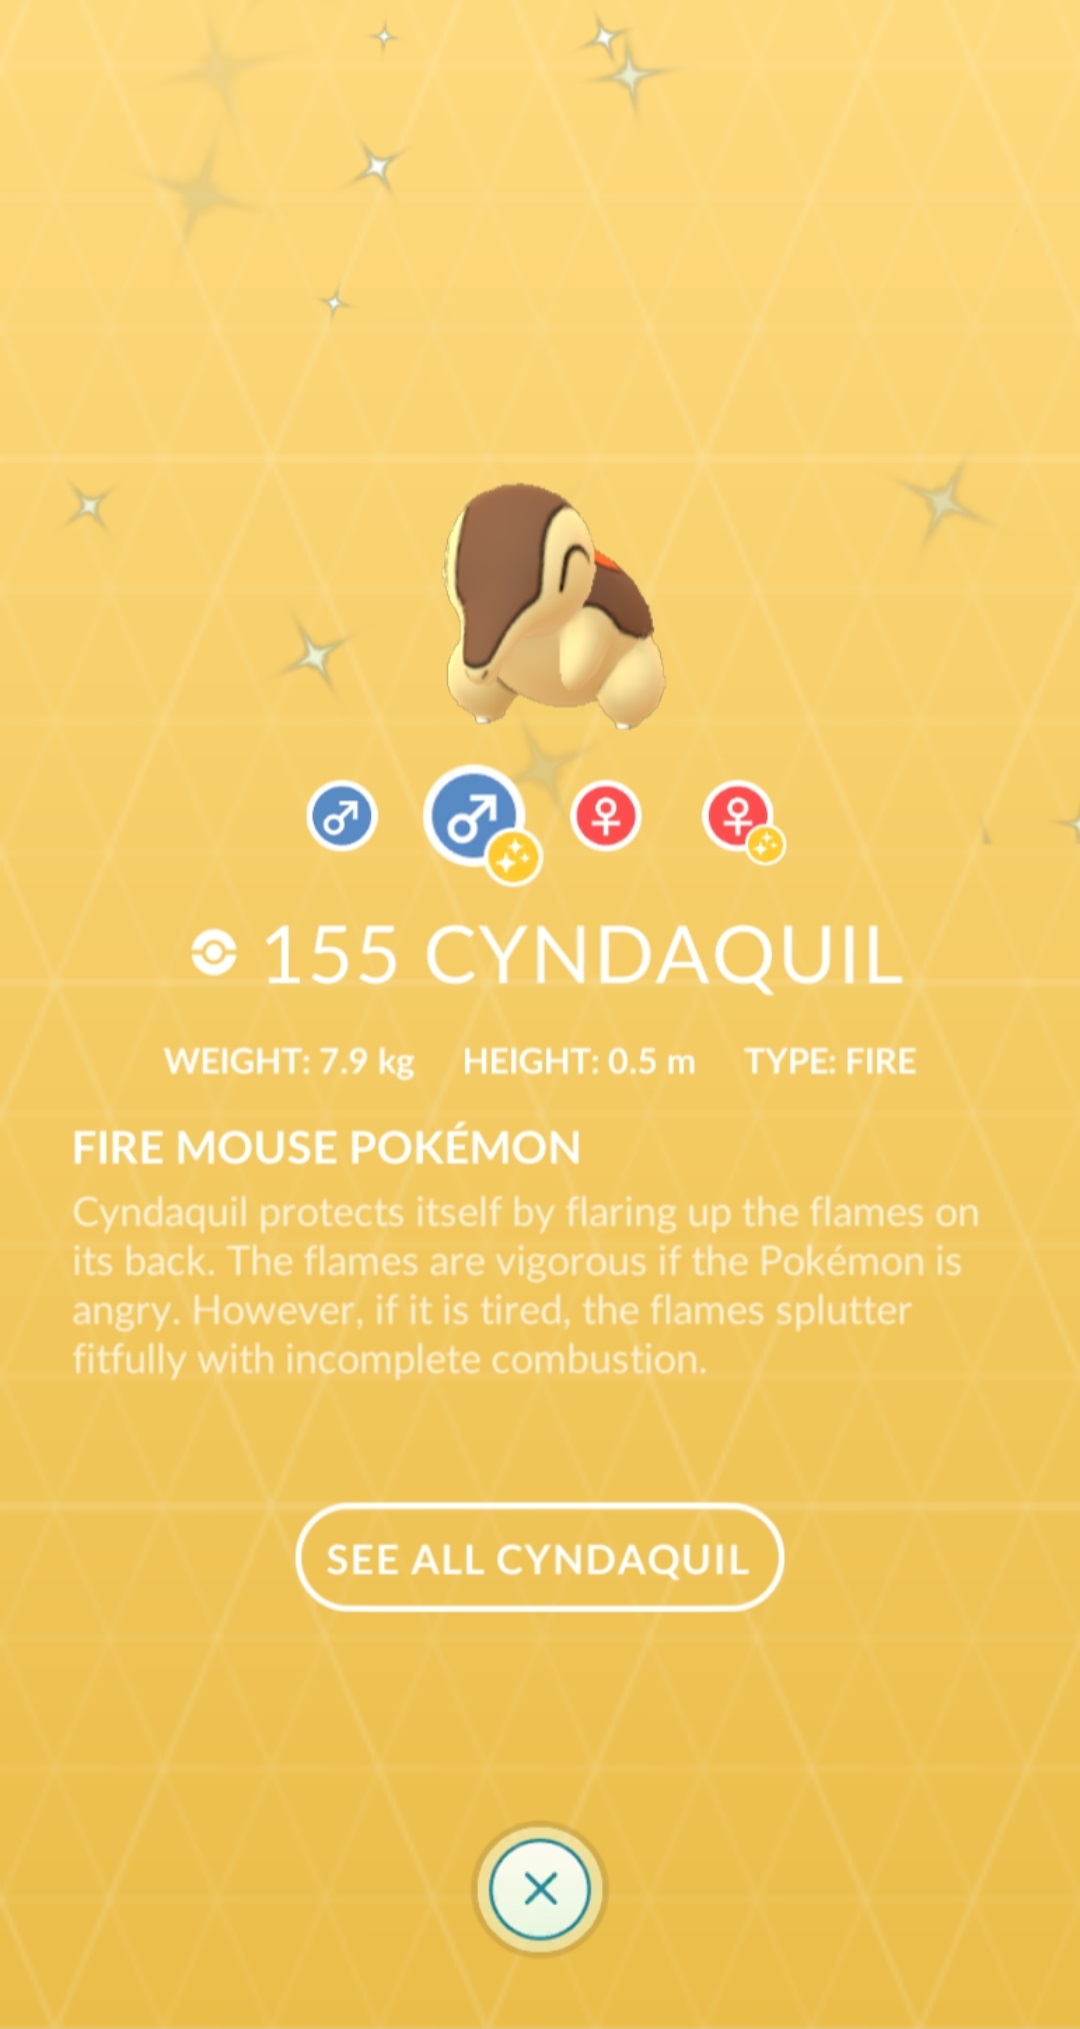 155 CYNDAQUIL
WEIGHT: 7.9 kg HEIGHT: 0.5 m TYPE: FIRE
FIRE MOUSE POKÉMON
Cyndaquil protects itself by flaring up the flames on
its back. The flames are vigorous if the Pokémon is
angry. However, if it is tired, the flames splutter
fitfully with incomplete combustion.
SEE ALL CYNDAQUIL